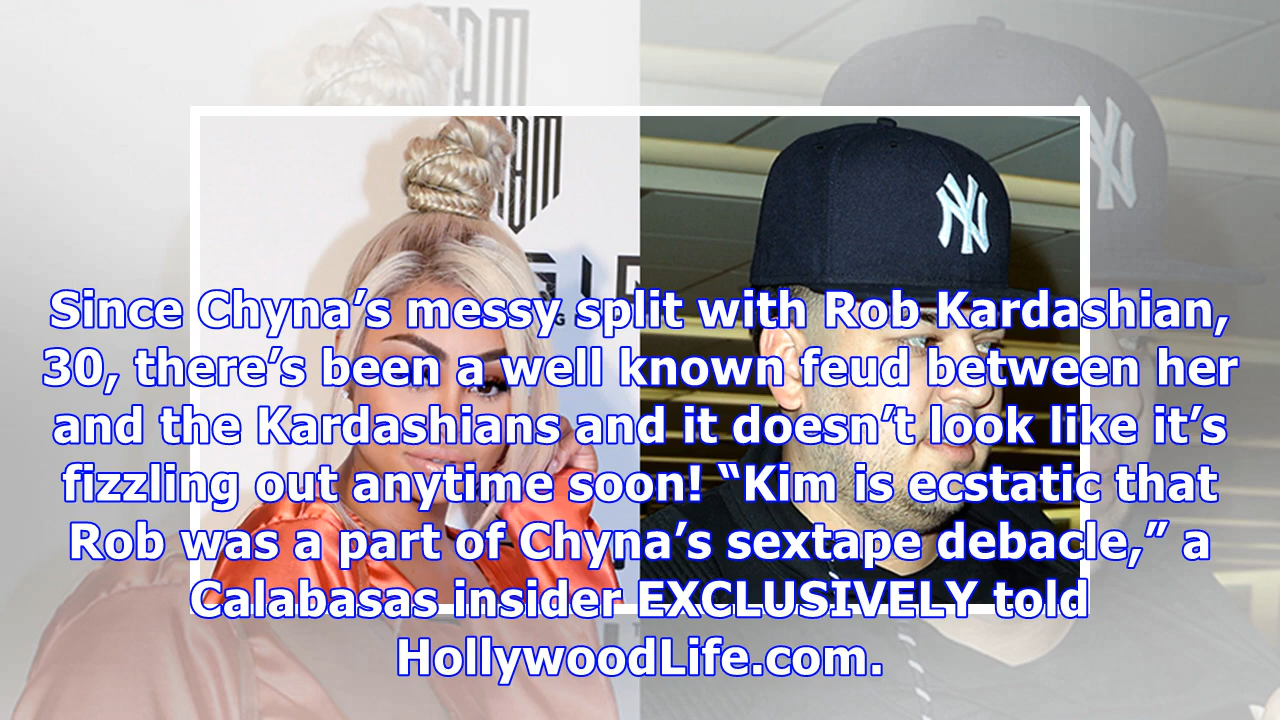 NY
NY
Since Chyna’s messy split with Rob Kardashian,
30, there’s been a well known feud between her
and the Kardashians and it doesn’t look like it’s
fizzling out anytime soon! “Kim is ecstatic that
Rob was a part of Chyna’s sextape debacle,” a
Calabasas insider EXCLUSIVELY told
HollywoodLife.com.